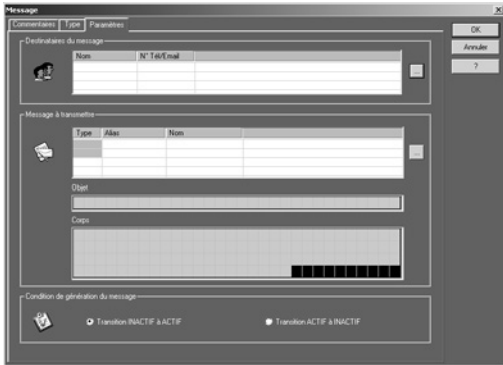 Message
Commentaires Type Paramètres
OK
Annuler
?
Destinataires du message
Nom N° Tél/Email
...
Message à transmettre
Type Alias Nom
...
Objet
Corps
Condition de génération du message
Transition INACTIF à ACTIF Transition ACTIF à INACTIF